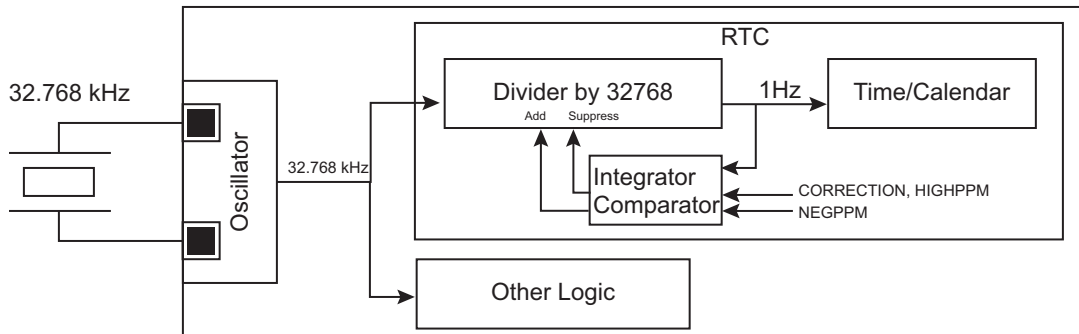 RTC
32.768 kHz
Divider by 32768
1Hz
Time/Calendar
Add
Suppress
Oscillator
32.768 kHz
Integrator
Comparator
CORRECTION, HIGHPPM
NEGPPM
Other Logic